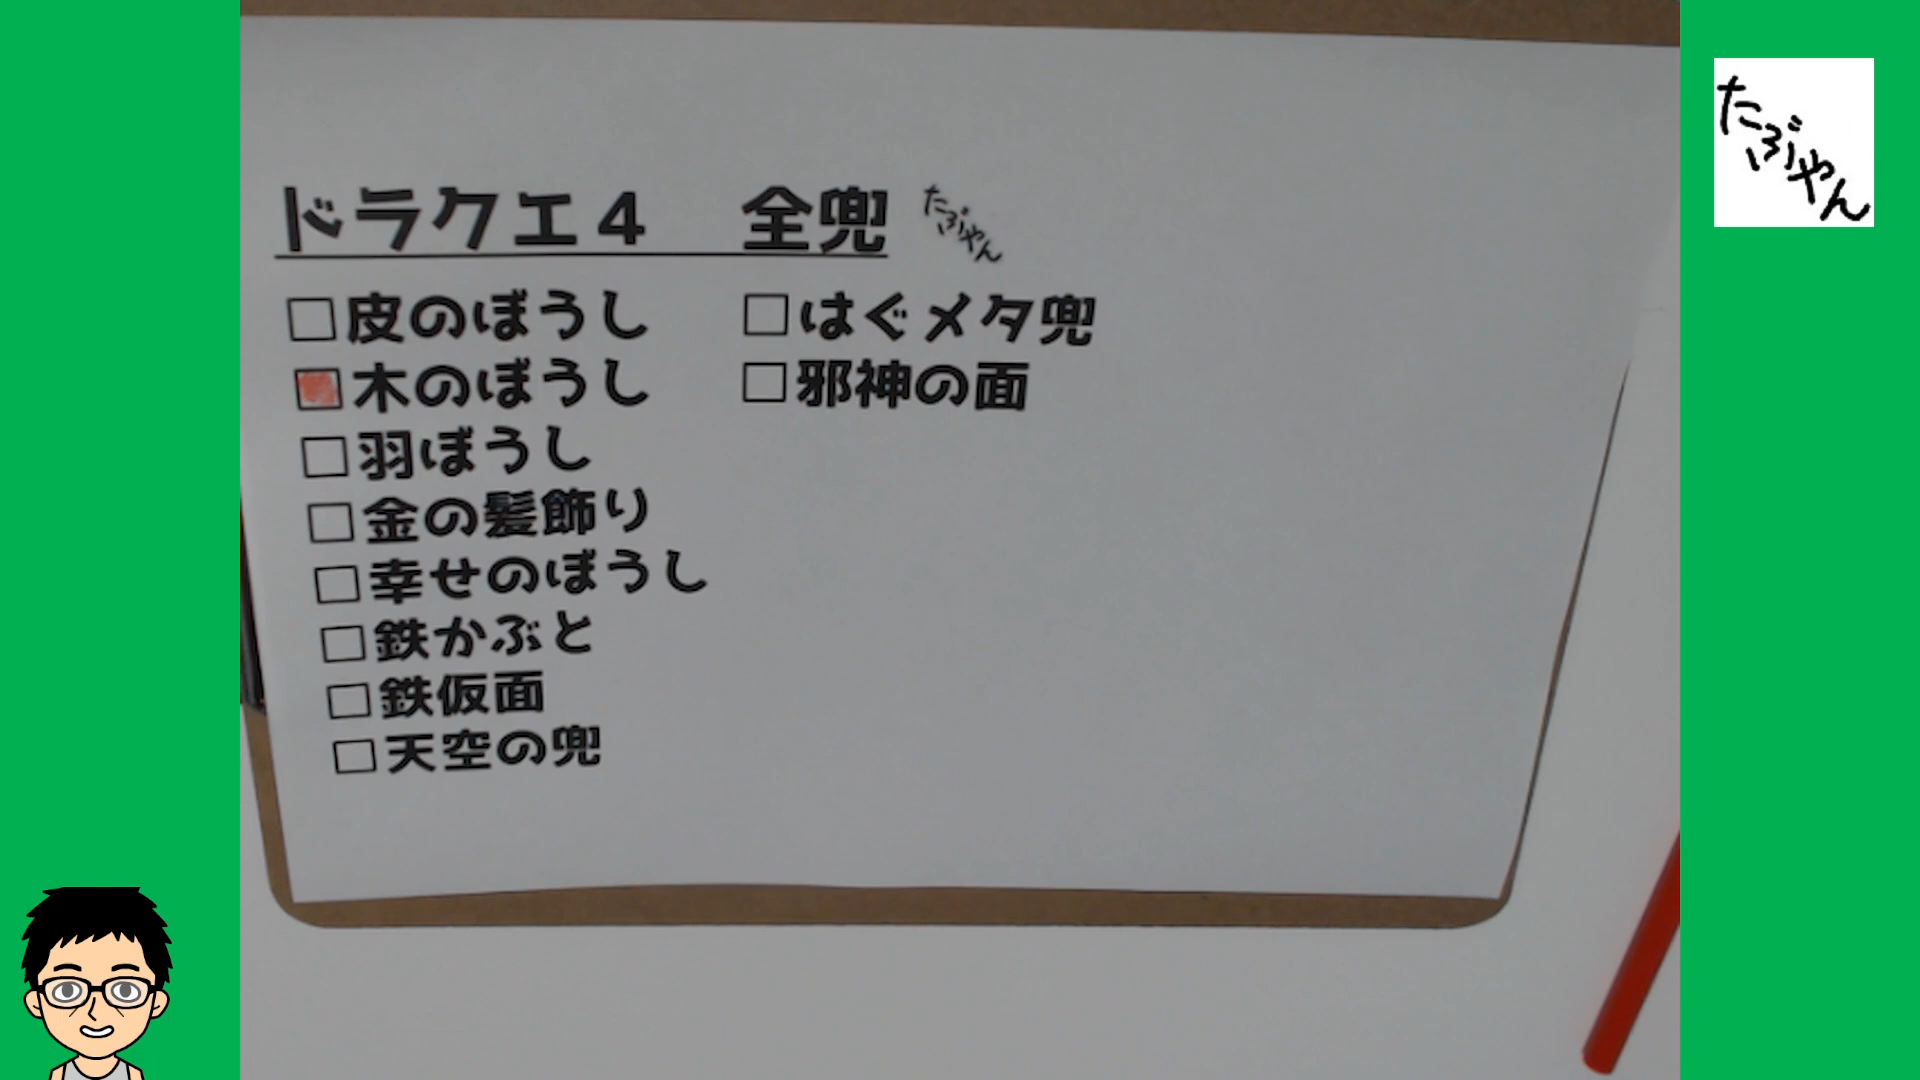 ドラクエ4 全兜 たぶやん
□皮のぼうし
□木のぼうし
□羽ぼうし
□金の髪飾り
□幸せのぼうし
□鉄かぶと
□鉄仮面
□天空の兜
□はぐメタ兜
□邪神の面
たぶやん